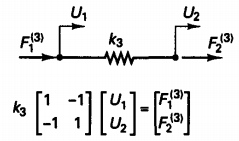 U₁ U₂
F₁⁽³⁾ k₃ F₂⁽³⁾
k₃ [1 -1; -1 1] [U₁; U₂] = [F₁⁽³⁾; F₂⁽³⁾]